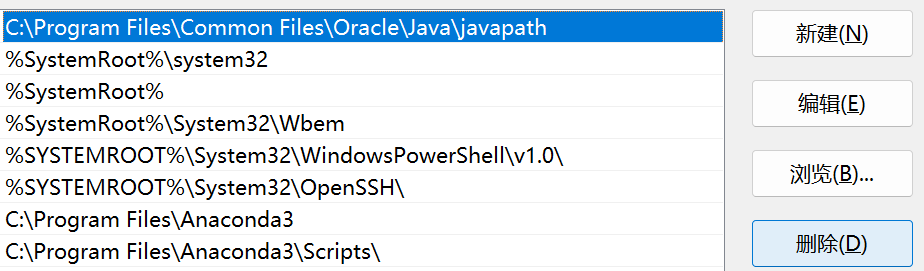 C:\Program Files\Common Files\Oracle\Java\javapath
新建(N)
%SystemRoot%\system32
%SystemRoot%
编辑(E)
%SystemRoot%\System32\Wbem
%SYSTEMROOT%\System32\WindowsPowerShell\v1.0\
浏览(B)...
%SYSTEMROOT%\System32\OpenSSH\
C:\Program Files\Anaconda3
删除(D)
C:\Program Files\Anaconda3\Scripts\